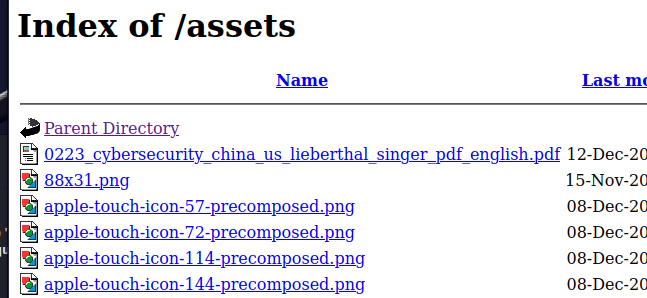 Index of /assets
Name Last mo
Parent Directory
0223_cybersecurity_china_us_lieberthal_singer_pdf_english.pdf 12-Dec-20
88x31.png 15-Nov-20
apple-touch-icon-57-precomposed.png 08-Dec-20
apple-touch-icon-72-precomposed.png 08-Dec-20
apple-touch-icon-114-precomposed.png 08-Dec-20
apple-touch-icon-144-precomposed.png 08-Dec-20